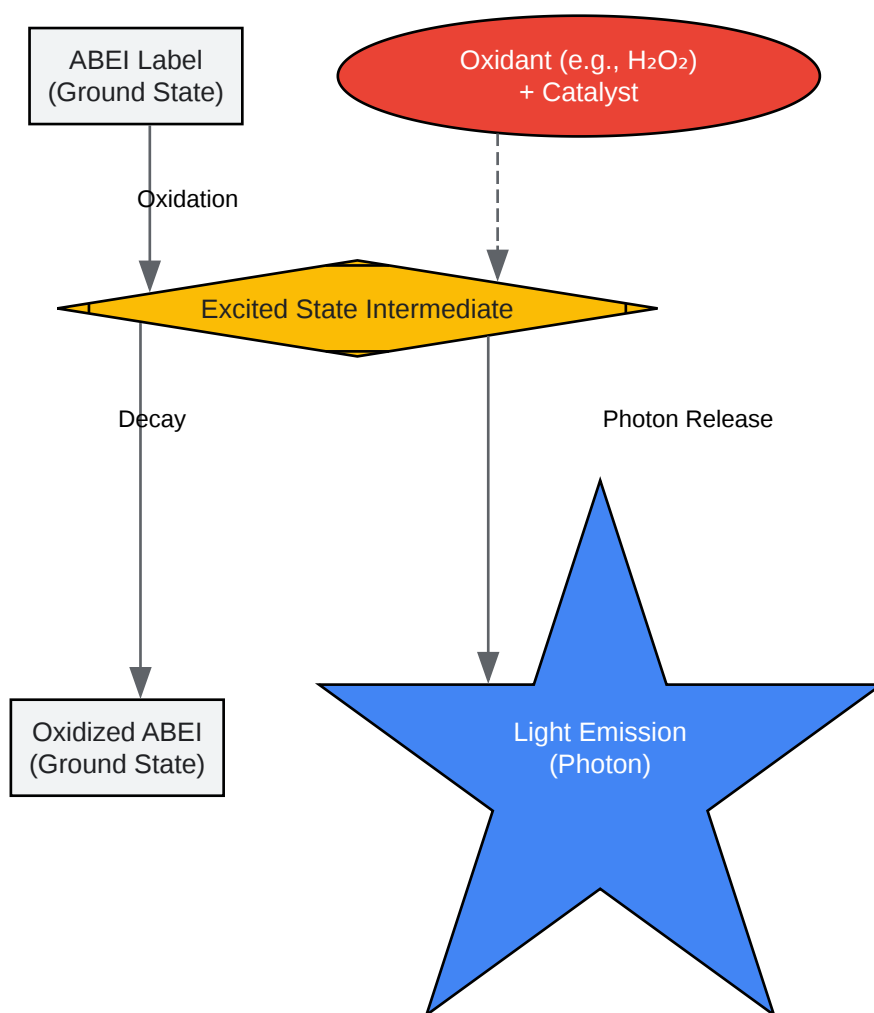 ABEI Label
(Ground State)
Oxidant (e.g., H₂O₂)
+ Catalyst
Oxidation
Excited State Intermediate
Decay
Photon Release
Oxidized ABEI
(Ground State)
Light Emission
(Photon)